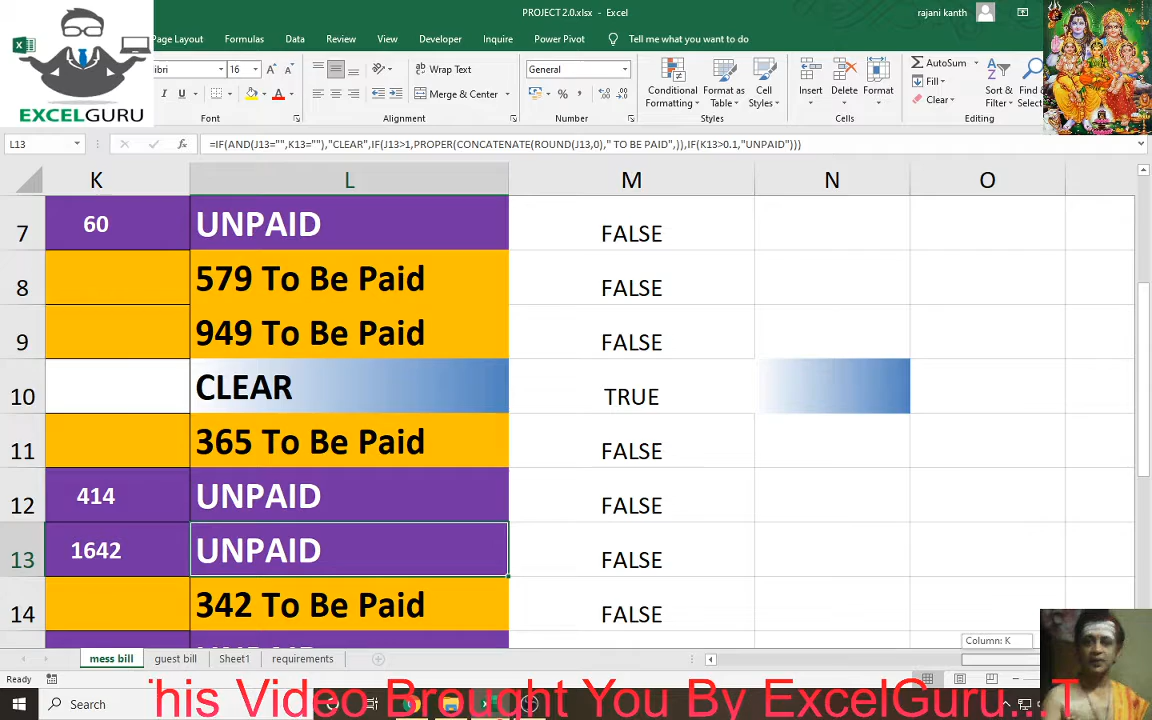 PROJECT 2.0.xlsx - Excel
rajani kanth
Page Layout Formulas Data Review View Developer Inquire Power Pivot Tell me what you want to do
EXCELGURU
16
A A
Wrap Text
General
U
A
Merge & Center
%
Conditional Formatting
Format as Table
Cell Styles
Insert
Delete
Format
AutoSum
Fill
Clear
Sort & Filter
Font
Alignment
Number
Styles
Cells
Editing
L13
fx
=IF(AND(J13="",K13=""),"CLEAR",IF(J13>1,PROPER(CONCATENATE(ROUND(J13,0)," TO BE PAID",)),IF(K13>0.1,"UNPAID")))
K L M N O
7 60 UNPAID FALSE
8 579 To Be Paid FALSE
9 949 To Be Paid FALSE
10 CLEAR TRUE
11 365 To Be Paid FALSE
12 414 UNPAID FALSE
13 1642 UNPAID FALSE
14 342 To Be Paid FALSE
Column: K
mess bill guest bill Sheet1 requirements
Ready
Search
his Video Brought You By ExcelGuru... T